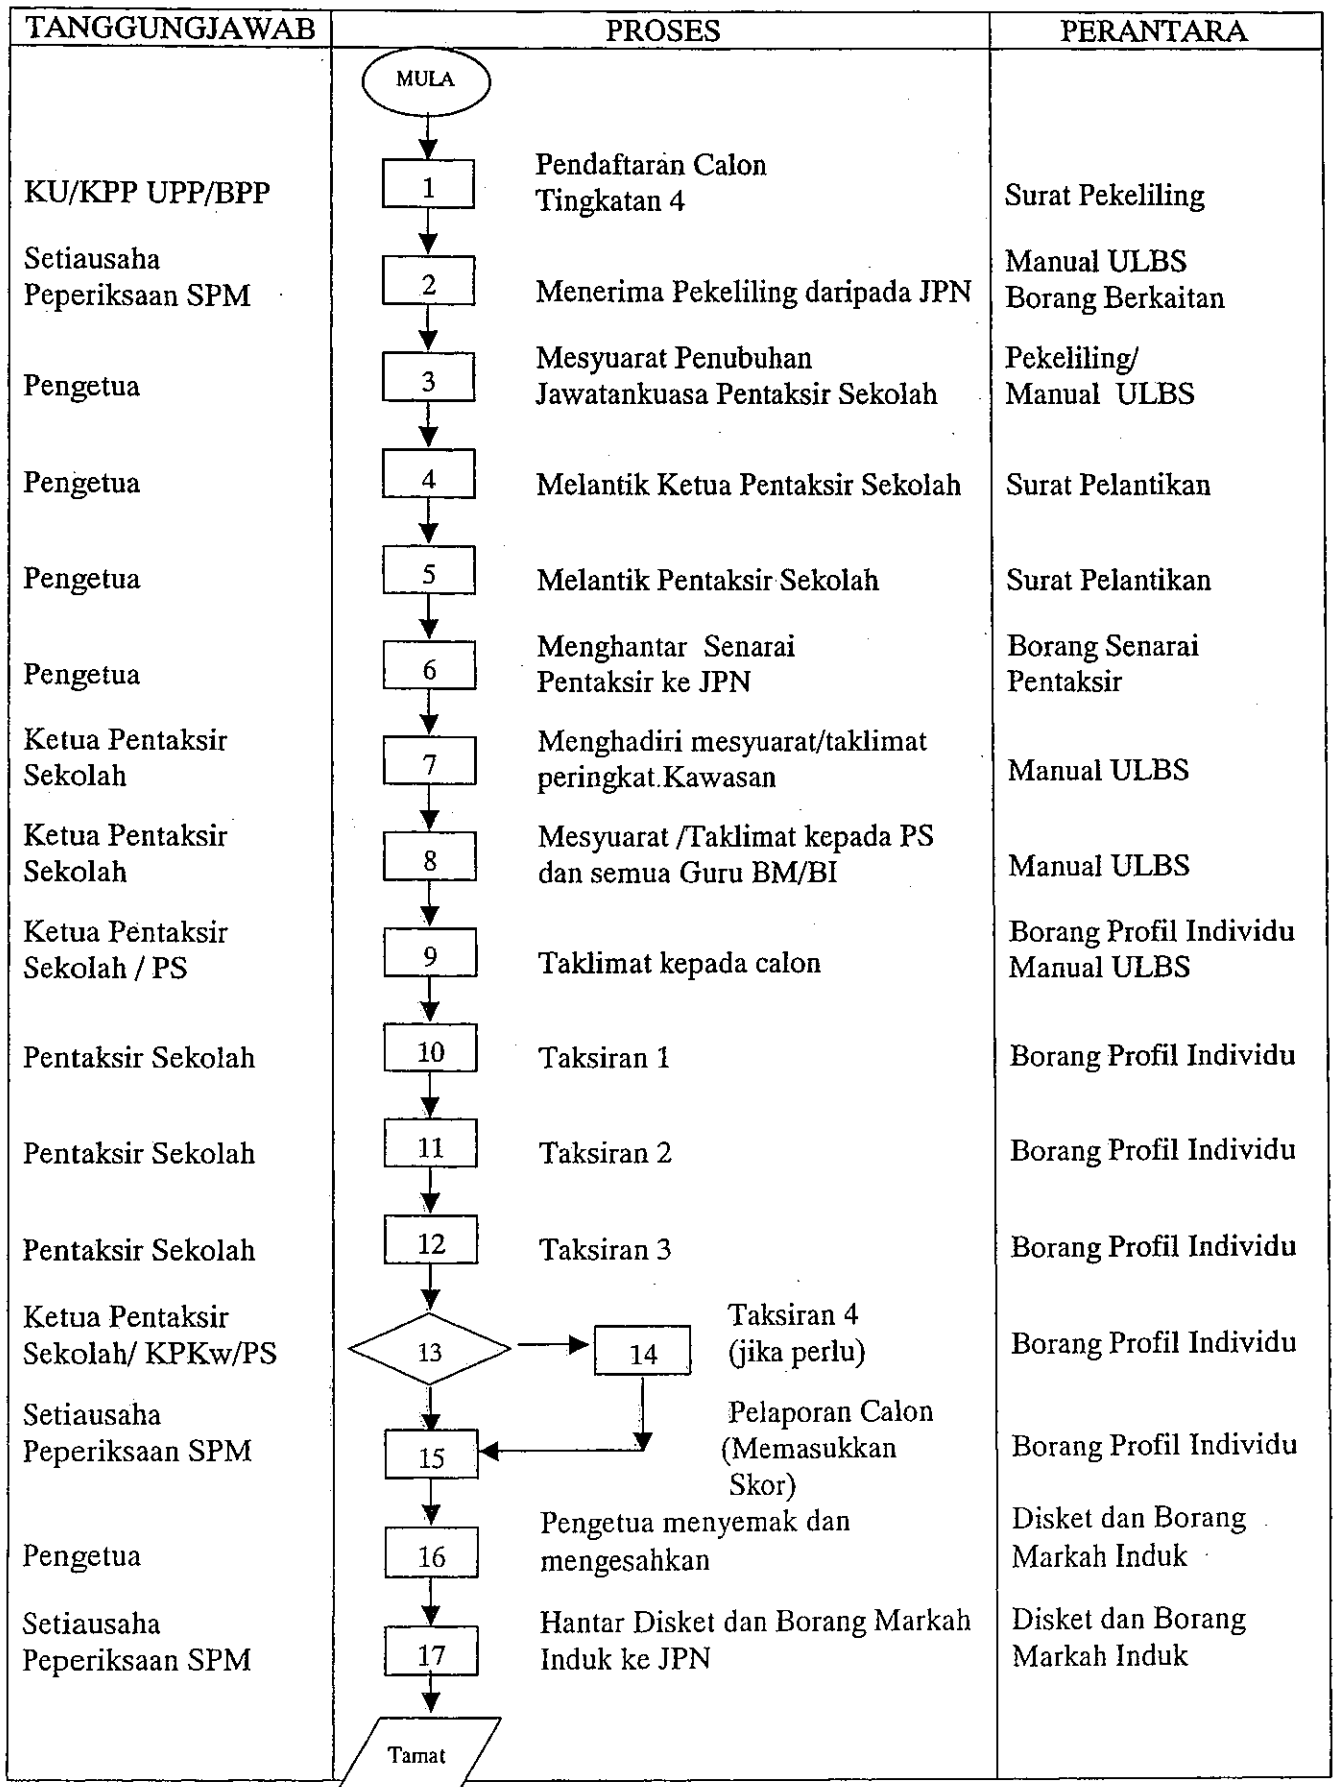 TANGGUNGJAWAB PROSES PERANTARA
MULA
KU/KPP UPP/BPP
1
Pendaftaran Calon
Tingkatan 4
Surat Pekeliling
Setiausaha
Peperiksaan SPM
2
Menerima Pekeliling daripada JPN
Manual ULBS
Borang Berkaitan
Pengetua
3
Mesyuarat Penubuhan
Jawatankuasa Pentaksir Sekolah
Pekeliling/
Manual ULBS
Pengetua
4
Melantik Ketua Pentaksir Sekolah
Surat Pelantikan
Pengetua
5
Melantik Pentaksir Sekolah
Surat Pelantikan
Pengetua
6
Menghantar Senarai
Pentaksir ke JPN
Borang Senarai
Pentaksir
Ketua Pentaksir
Sekolah
7
Menghadiri mesyuarat/taklimat
peringkat.Kawasan
Manual ULBS
Ketua Pentaksir
Sekolah
8
Mesyuarat /Taklimat kepada PS
dan semua Guru BM/BI
Manual ULBS
Ketua Pentaksir
Sekolah / PS
9
Taklimat kepada calon
Borang Profil Individu
Manual ULBS
Pentaksir Sekolah
10
Taksiran 1
Borang Profil Individu
Pentaksir Sekolah
11
Taksiran 2
Borang Profil Individu
Pentaksir Sekolah
12
Taksiran 3
Borang Profil Individu
Ketua Pentaksir
Sekolah/ KPKw/PS
13
14
Taksiran 4
(jika perlu)
Borang Profil Individu
Setiausaha
Peperiksaan SPM
15
Pelaporan Calon
(Memasukkan
Skor)
Borang Profil Individu
Pengetua
16
Pengetua menyemak dan
mengesahkan
Disket dan Borang
Markah Induk
Setiausaha
Peperiksaan SPM
17
Hantar Disket dan Borang Markah
Induk ke JPN
Disket dan Borang
Markah Induk
Tamat